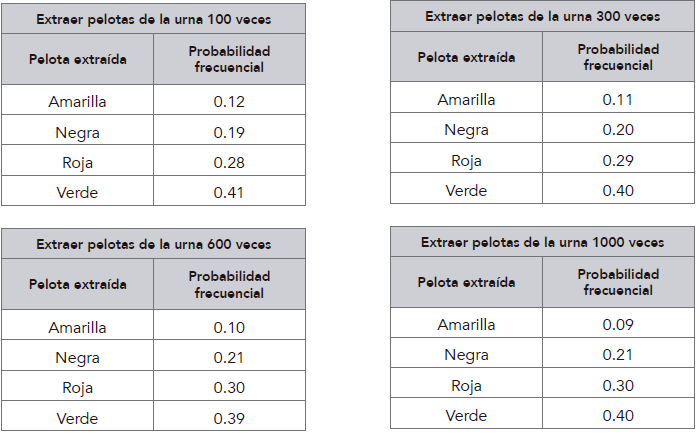 Extraer pelotas de la urna 100 veces
Pelota extraída
Probabilidad
frecuencial
Amarilla 0.12
Negra 0.19
Roja 0.28
Verde 0.41
Extraer pelotas de la urna 300 veces
Pelota extraída
Probabilidad
frecuencial
Amarilla 0.11
Negra 0.20
Roja 0.29
Verde 0.40
Extraer pelotas de la urna 600 veces
Pelota extraída
Probabilidad
frecuencial
Amarilla 0.10
Negra 0.21
Roja 0.30
Verde 0.39
Extraer pelotas de la urna 1000 veces
Pelota extraída
Probabilidad
frecuencial
Amarilla 0.09
Negra 0.21
Roja 0.30
Verde 0.40